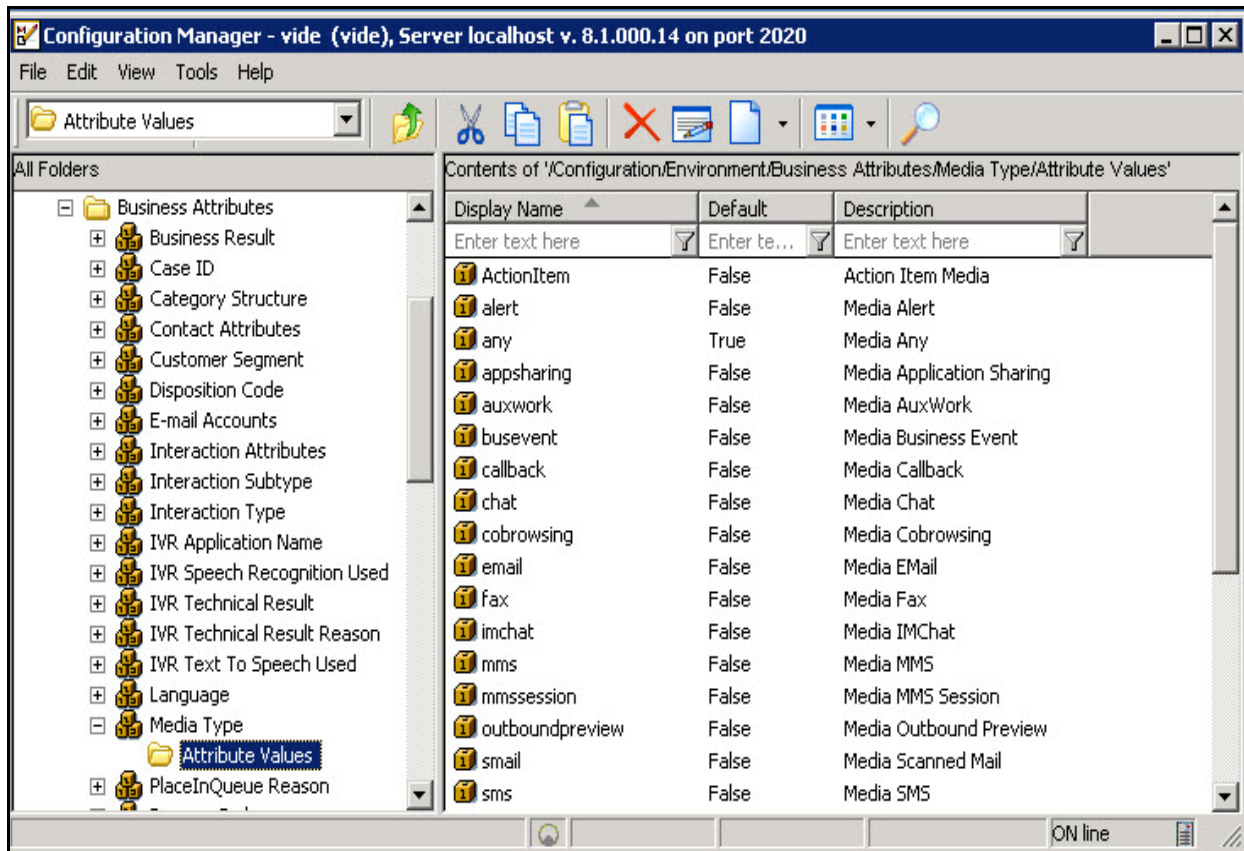 Configuration Manager - vide (vide), Server localhost v. 8.1.000.14 on port 2020
File Edit View Tools Help
Attribute Values
All Folders
Contents of '/Configuration/Environment/Business Attributes/Media Type/Attribute Values'
Business Attributes
Business Result
Case ID
Category Structure
Contact Attributes
Customer Segment
Disposition Code
E-mail Accounts
Interaction Attributes
Interaction Subtype
Interaction Type
IVR Application Name
IVR Speech Recognition Used
IVR Technical Result
IVR Technical Result Reason
IVR Text To Speech Used
Language
Media Type
Attribute Values
PlaceInQueue Reason
Display Name Default Description
Enter text here Enter te... Enter text here
ActionItem False Action Item Media
alert False Media Alert
any True Media Any
appsharing False Media Application Sharing
auxwork False Media AuxWork
busevent False Media Business Event
callback False Media Callback
chat False Media Chat
cobrowsing False Media Cobrowsing
email False Media EMail
fax False Media Fax
imchat False Media IMChat
mms False Media MMS
mmssession False Media MMS Session
outboundpreview False Media Outbound Preview
smail False Media Scanned Mail
sms False Media SMS
ON line